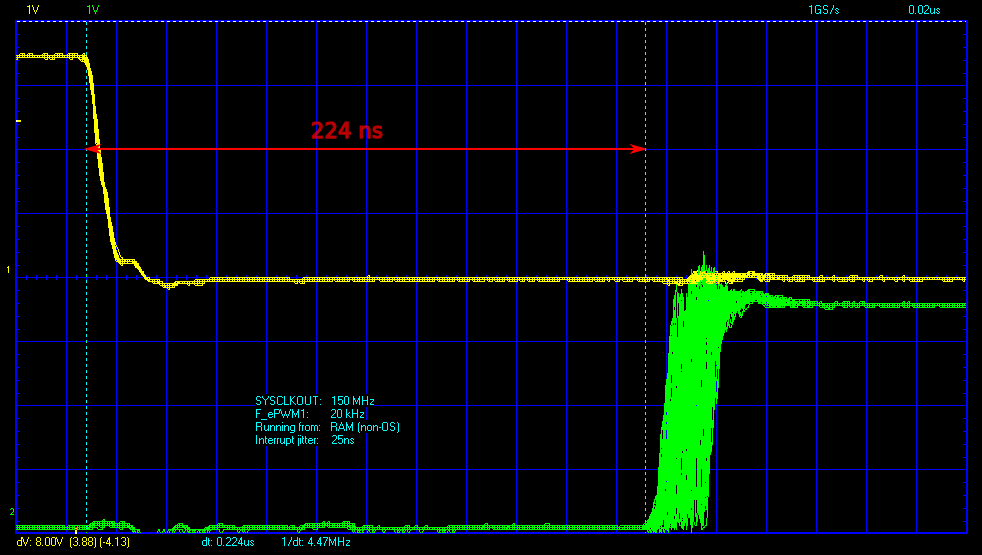 1V 1V 1GS/s 0.02us
224 ns
1
SYSCLKOUT: 150 MHz
F_ePWM1: 20 kHz
Running from: RAM (non-OS)
Interrupt jitter: 25ns
2
dV: 8.00V (3.88) (-4.13) dt: 0.224us 1/dt: 4.47MHz